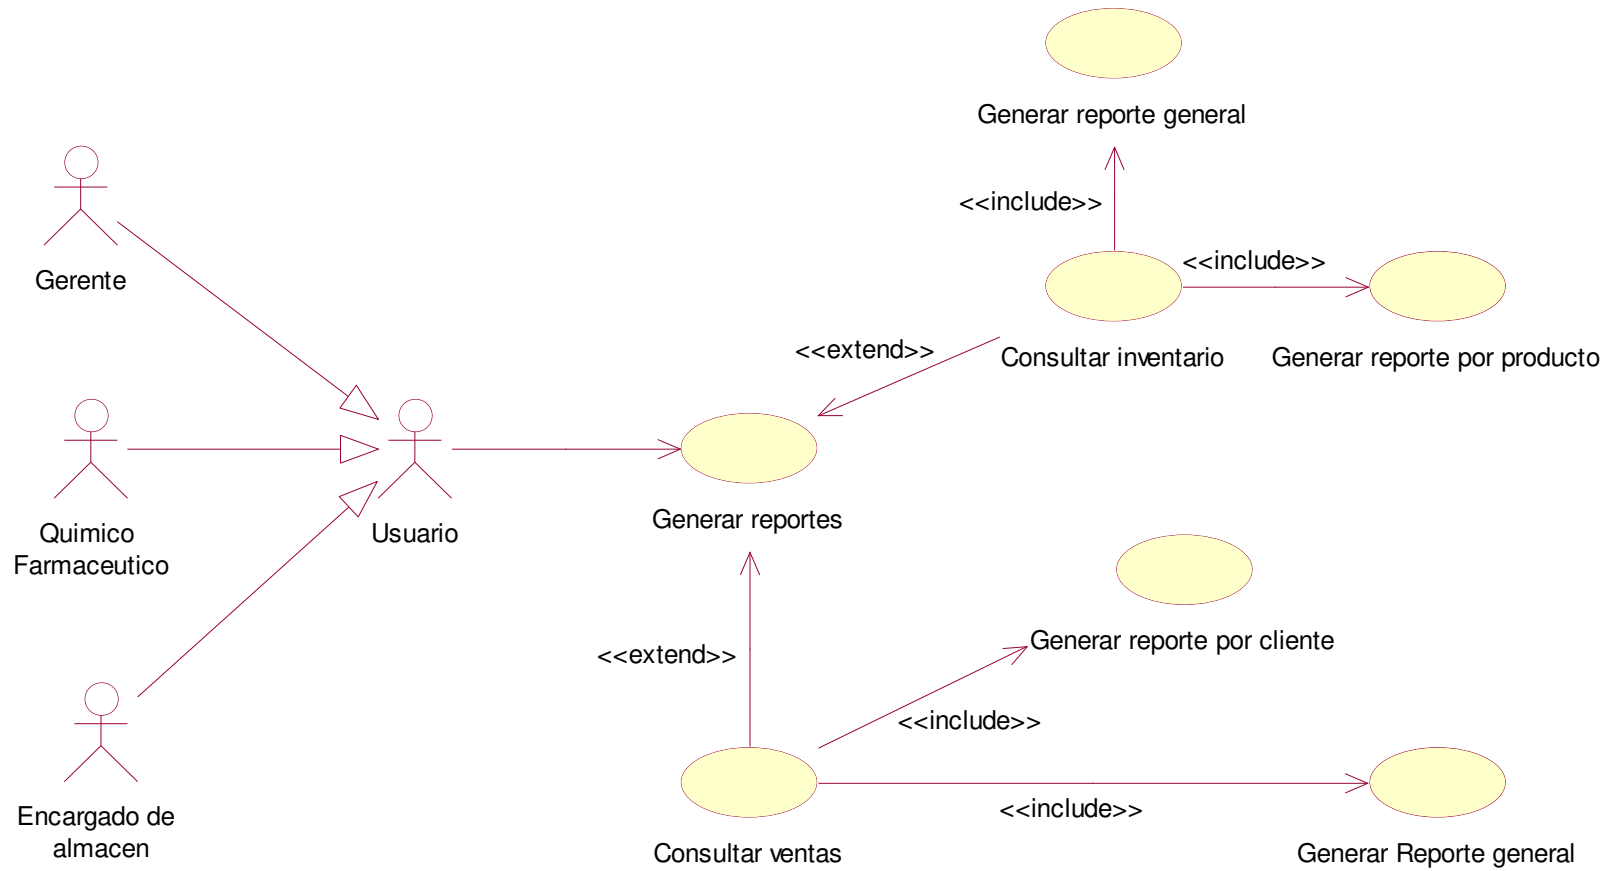 Generar reporte general
<<include>>
Gerente
<<include>>
<<extend>>
Consultar inventario
Generar reporte por producto
Quimico
Farmaceutico
Usuario
Generar reportes
Generar reporte por cliente
<<extend>>
<<include>>
<<include>>
Encargado de
almacen
Consultar ventas
Generar Reporte general